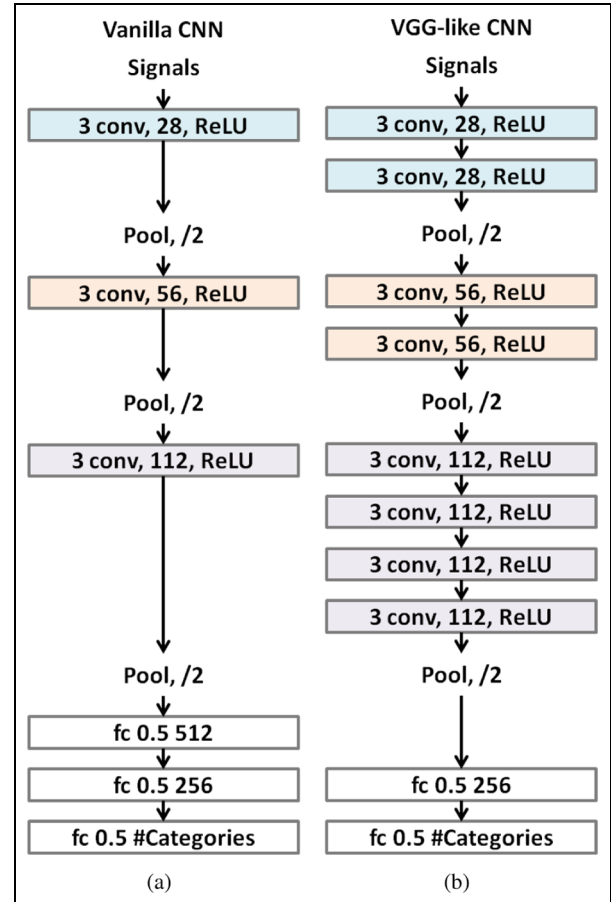 Vanilla CNN
Signals
3 conv, 28, ReLU
Pool, /2
3 conv, 56, ReLU
Pool, /2
3 conv, 112, ReLU
Pool, /2
fc 0.5 512
fc 0.5 256
fc 0.5 #Categories
(a)
VGG-like CNN
Signals
3 conv, 28, ReLU
3 conv, 28, ReLU
Pool, /2
3 conv, 56, ReLU
3 conv, 56, ReLU
Pool, /2
3 conv, 112, ReLU
3 conv, 112, ReLU
3 conv, 112, ReLU
3 conv, 112, ReLU
Pool, /2
fc 0.5 256
fc 0.5 #Categories
(b)